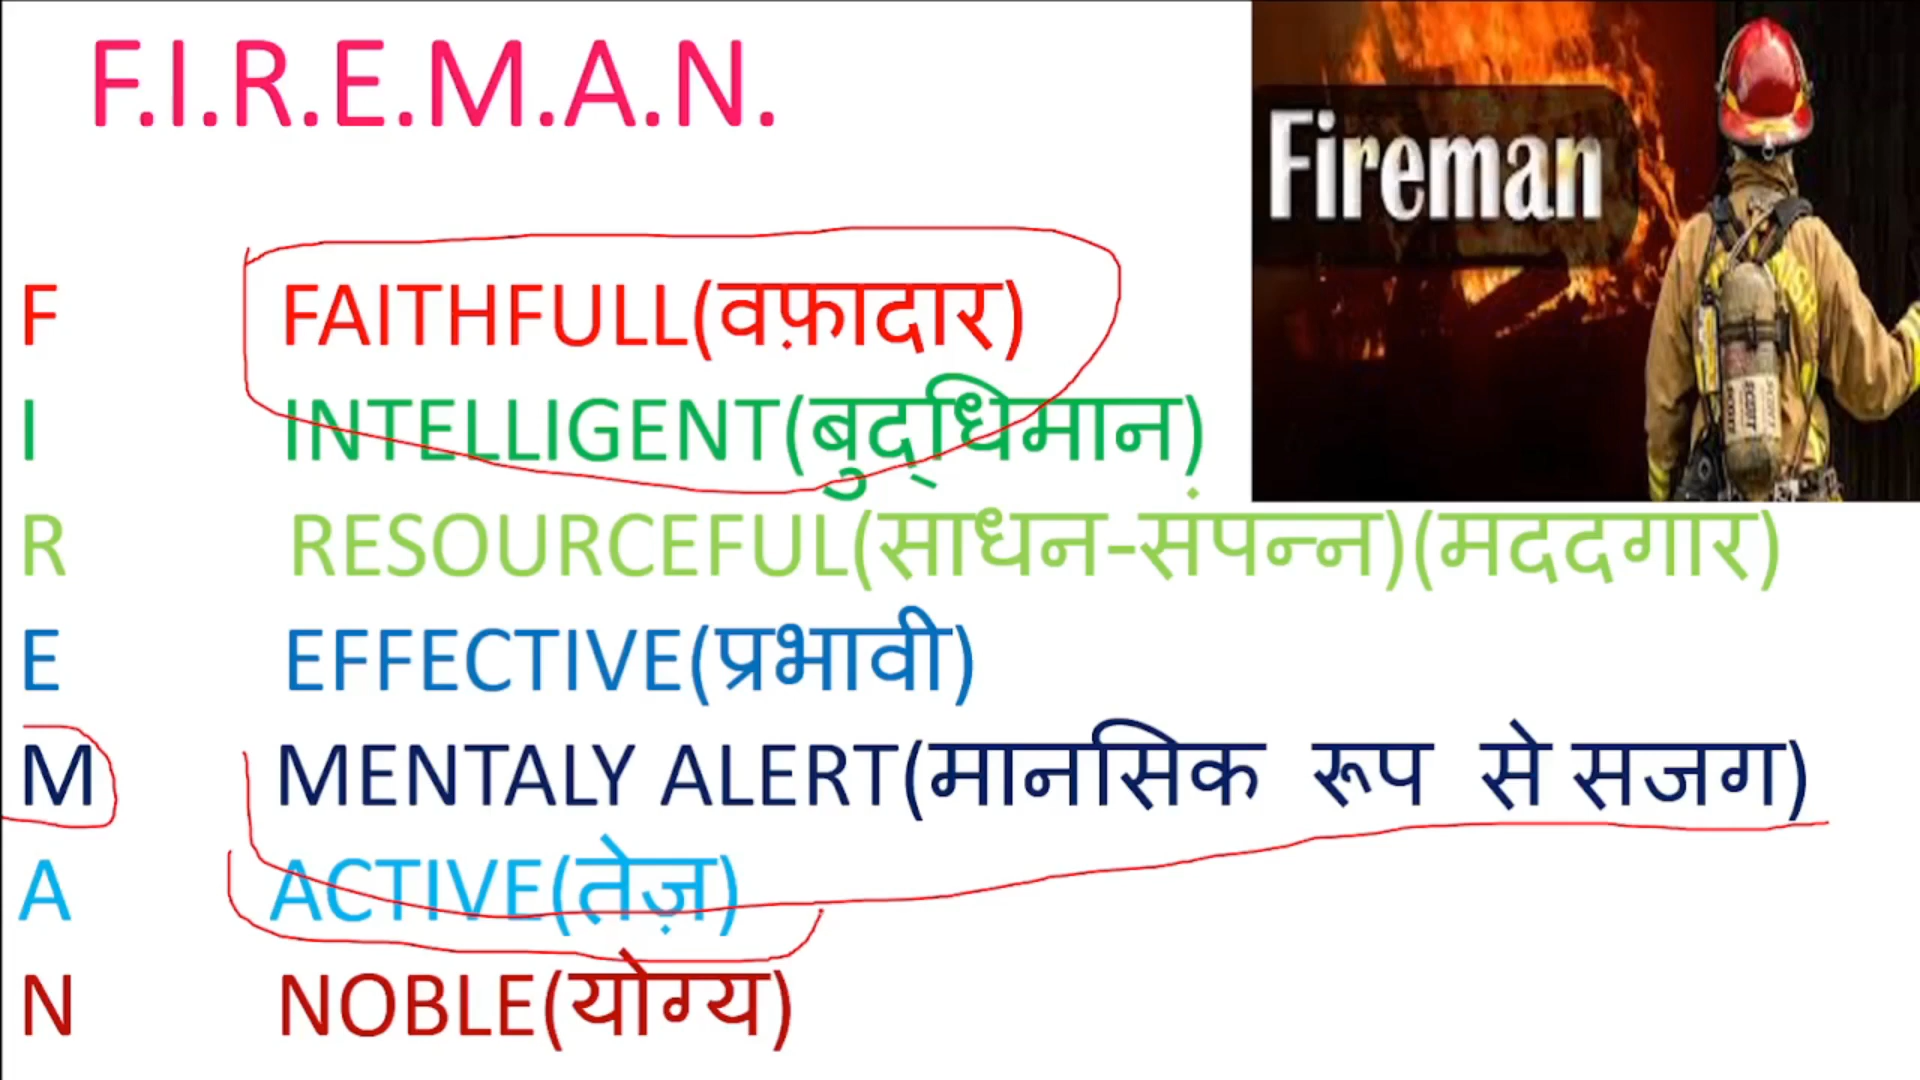 F.I.R.E.M.A.N.
Fireman
F FAITHFULL(वफ़ादार)
I INTELLIGENT(बुद्धिमान)
R RESOURCEFUL(साधन-संपन्न)(मददगार)
E EFFECTIVE(प्रभावी)
M MENTALY ALERT(मानसिक रूप से सजग)
A ACTIVE(तेज़)
N NOBLE(योग्य)